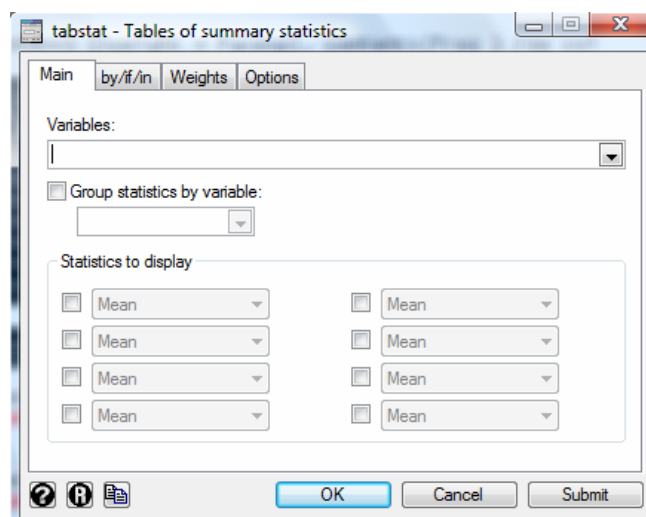 tabstat - Tables of summary statistics
Main by/if/in Weights Options
Variables:
Group statistics by variable:
Statistics to display
Mean Mean
Mean Mean
Mean Mean
Mean Mean
? R OK Cancel Submit